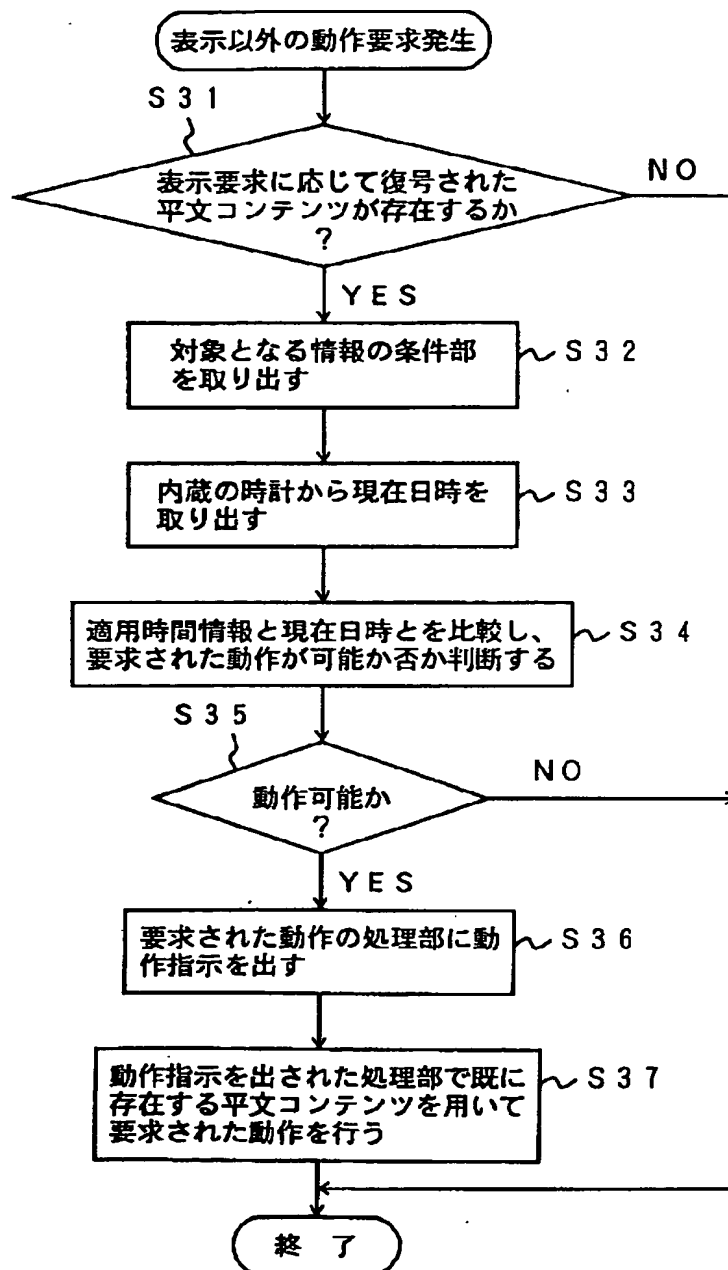 表示以外の動作要求発生
S31
表示要求に応じて復号された
平文コンテンツが存在するか
?
NO
YES
対象となる情報の条件部
を取り出す
S32
内蔵の時計から現在日時を
取り出す
S33
適用時間情報と現在日時とを比較し、
要求された動作が可能か否か判断する
S34
S35
動作可能か
?
NO
YES
要求された動作の処理部に動
作指示を出す
S36
動作指示を出された処理部で既に
存在する平文コンテンツを用いて
要求された動作を行う
S37
終 了